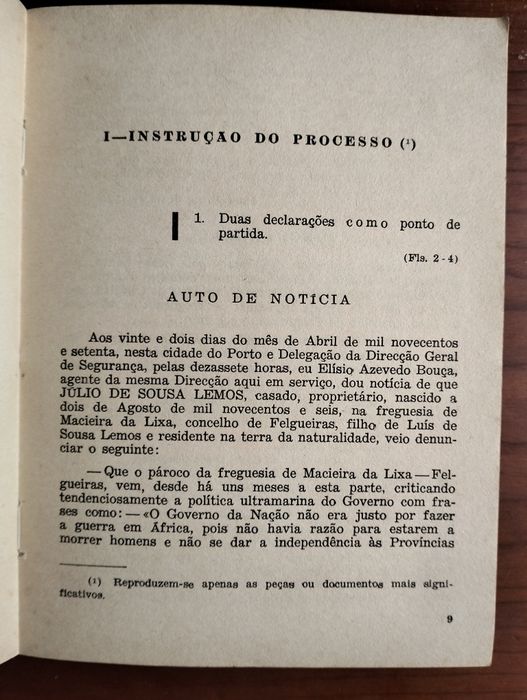 I—INSTRUÇÃO DO PROCESSO (¹)
1. Duas declarações como ponto de
partida.
(Fls. 2 - 4)
AUTO DE NOTÍCIA
Aos vinte e dois dias do mês de Abril de mil novecentos
e setenta, nesta cidade do Porto e Delegação da Direcção Geral
de Segurança, pelas dezassete horas, eu Elísio Azevedo Bouça,
agente da mesma Direcção aqui em serviço, dou notícia de que
JÚLIO DE SOUSA LEMOS, casado, proprietário, nascido a
dois de Agosto de mil novecentos e seis, na freguesia de
Macieira da Lixa, concelho de Felgueiras, filho de Luís de
Sousa Lemos e residente na terra da naturalidade, veio denun-
ciar o seguinte:
—Que o pároco da freguesia de Macieira da Lixa—Fel-
gueiras, vem, desde há uns meses a esta parte, criticando
tendenciosamente a política ultramarina do Governo com fra-
ses como:—«O Governo da Nação não era justo por fazer
a guerra em África, pois não havia razão para estarem a
morrer homens e não se dar a independência às Províncias
(¹) Reproduzem-se apenas as peças ou documentos mais signi-
ficativos.
9